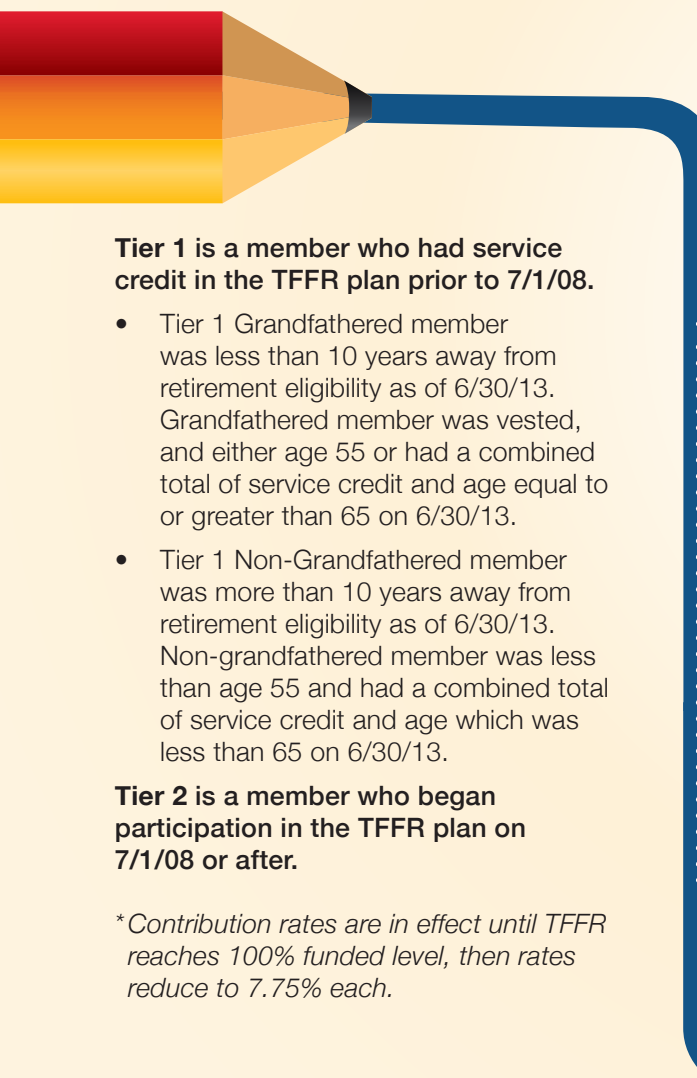 Tier 1 is a member who had service
credit in the TFFR plan prior to 7/1/08.
• Tier 1 Grandfathered member
was less than 10 years away from
retirement eligibility as of 6/30/13.
Grandfathered member was vested,
and either age 55 or had a combined
total of service credit and age equal to
or greater than 65 on 6/30/13.
• Tier 1 Non-Grandfathered member
was more than 10 years away from
retirement eligibility as of 6/30/13.
Non-grandfathered member was less
than age 55 and had a combined total
of service credit and age which was
less than 65 on 6/30/13.
Tier 2 is a member who began
participation in the TFFR plan on
7/1/08 or after.
*Contribution rates are in effect until TFFR
reaches 100% funded level, then rates
reduce to 7.75% each.